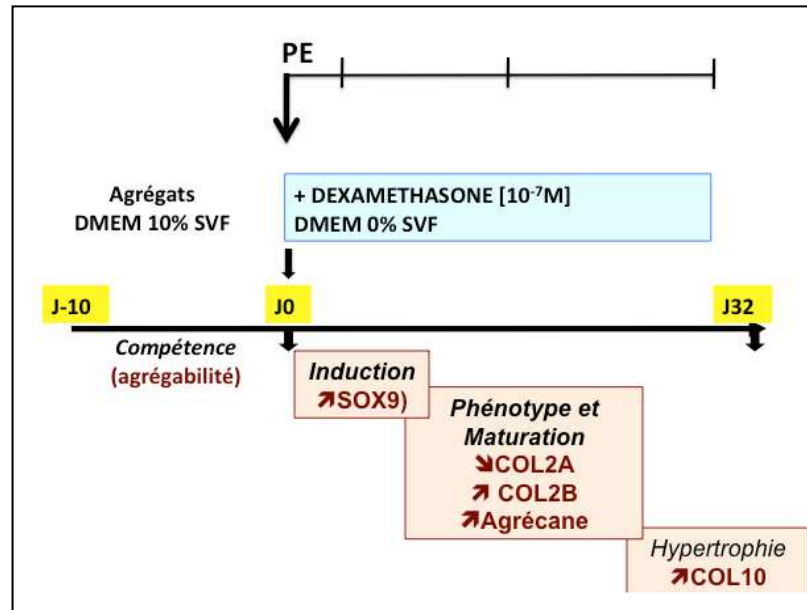 PE
Agrégats
DMEM 10% SVF
+ DEXAMETHASONE [10⁻⁷M]
DMEM 0% SVF
J-10
J0
J32
Compétence
(agrégabilité)
Induction
↗SOX9)
Phénotype et
Maturation
↘COL2A
↗ COL2B
↗Agrécane
Hypertrophie
↗COL10